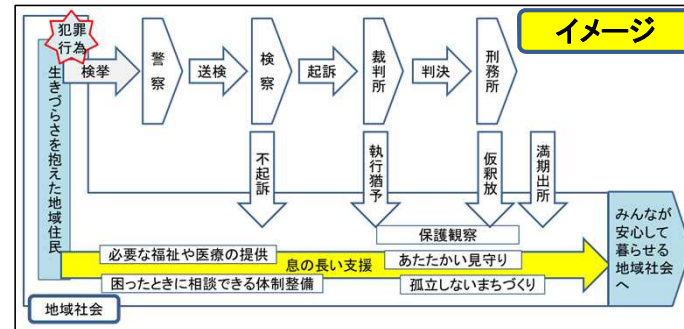 イメージ
犯罪
行為
生きづらさを抱えた地域住民
検挙
警察
送検
検察
起訴
裁判所
判決
刑務所
不起訴
執行猶予
仮釈放
満期出所
保護観察
必要な福祉や医療の提供
あたたかい見守り
息の長い支援
困ったときに相談できる体制整備
孤立しないまちづくり
みんなが
安心して
暮らせる
地域社会
へ
地域社会